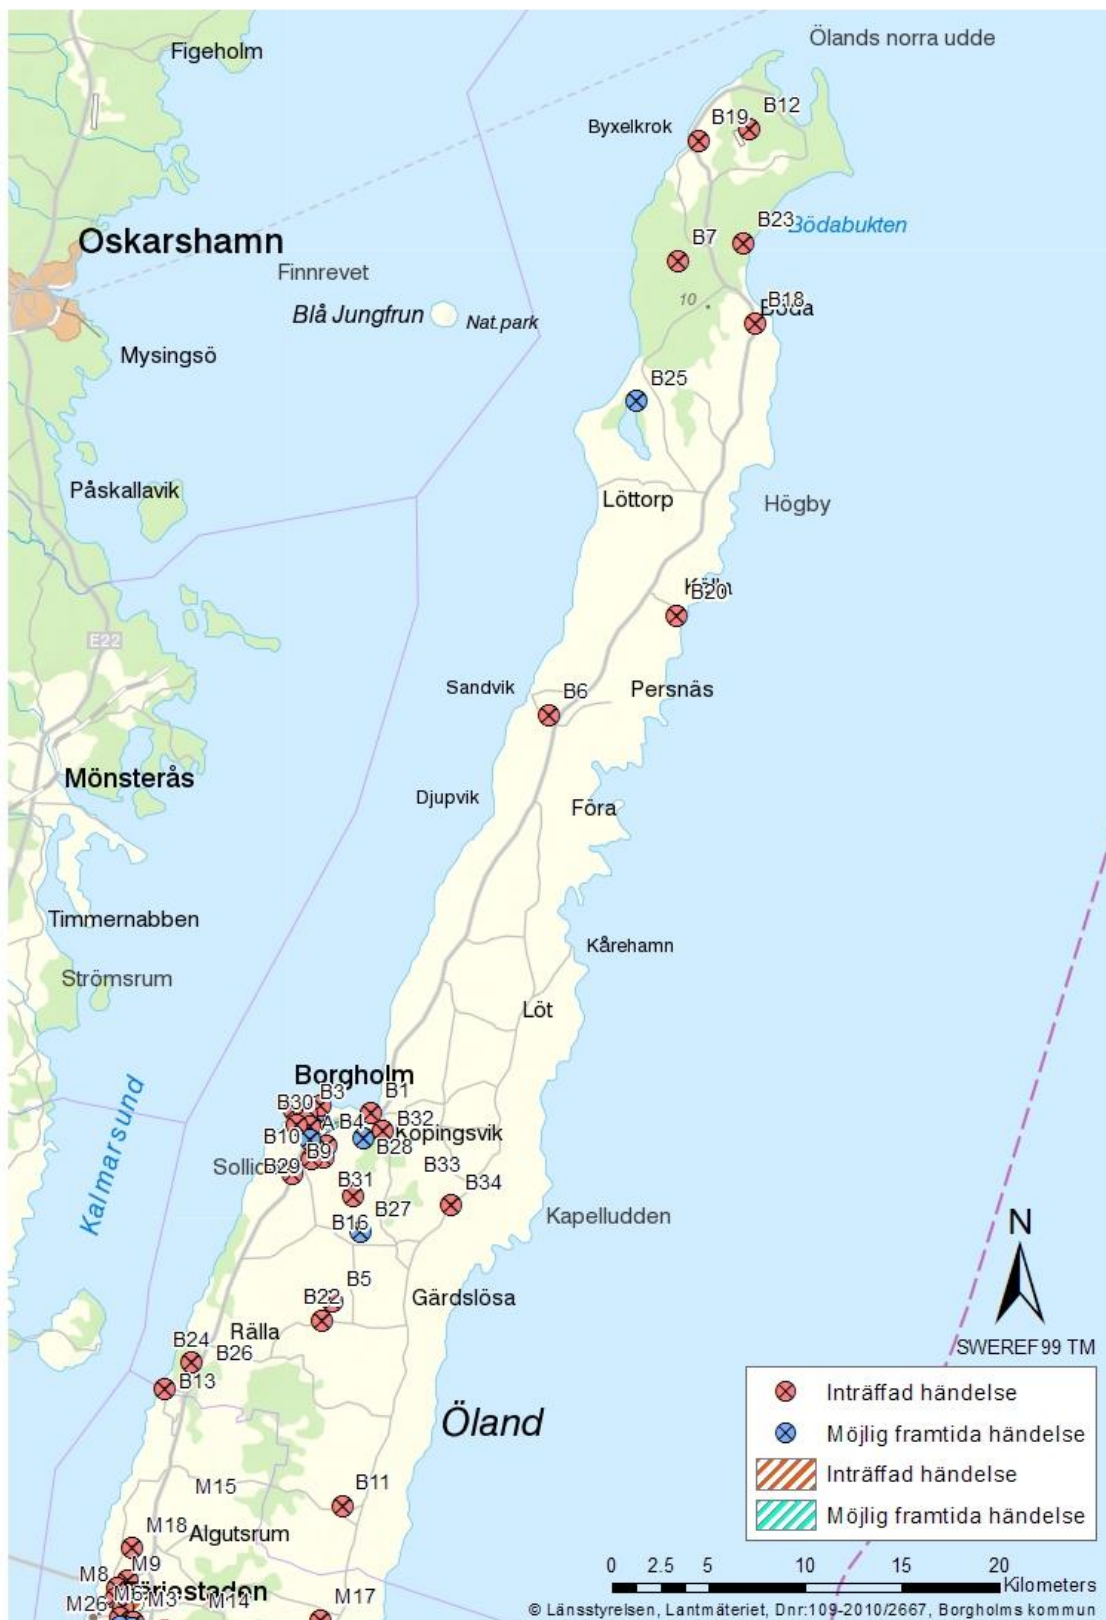 Figeholm
Ölands norra udde
Byxelkrok
B19
B12
Oskarshamn
Finnrevet
B23
Bödabukten
B7
Blå Jungfrun
Nat.park
10
B18
Böda
Mysingsö
B25
Påskallavik
Löttorp
Högby
Källa
B20
E22
Sandvik
B6
Persnäs
Mönsterås
Djupvik
Föra
Timmernabben
Kårehamn
Strömsrum
Löt
Borgholm
B30
B3
B1
A
B4
B32
Köpingsvik
B10
B9
B28
Kalmarsund
B29
B33
B31
B34
B27
B16
Kapelludden
N
B5
B22
Gärdslösa
Rälla
B24
B26
SWEREF99 TM
B13
Inträffad händelse
Öland
Möjlig framtida händelse
Inträffad händelse
M15
B11
Möjlig framtida händelse
M18
Algutsrum
M9
M8
M6
M26
M3
M14
M17
0 2.5 5 10 15 20
Kilometers
© Länsstyrelsen, Lantmäteriet, Dnr:109-2010/2667, Borgholms kommun